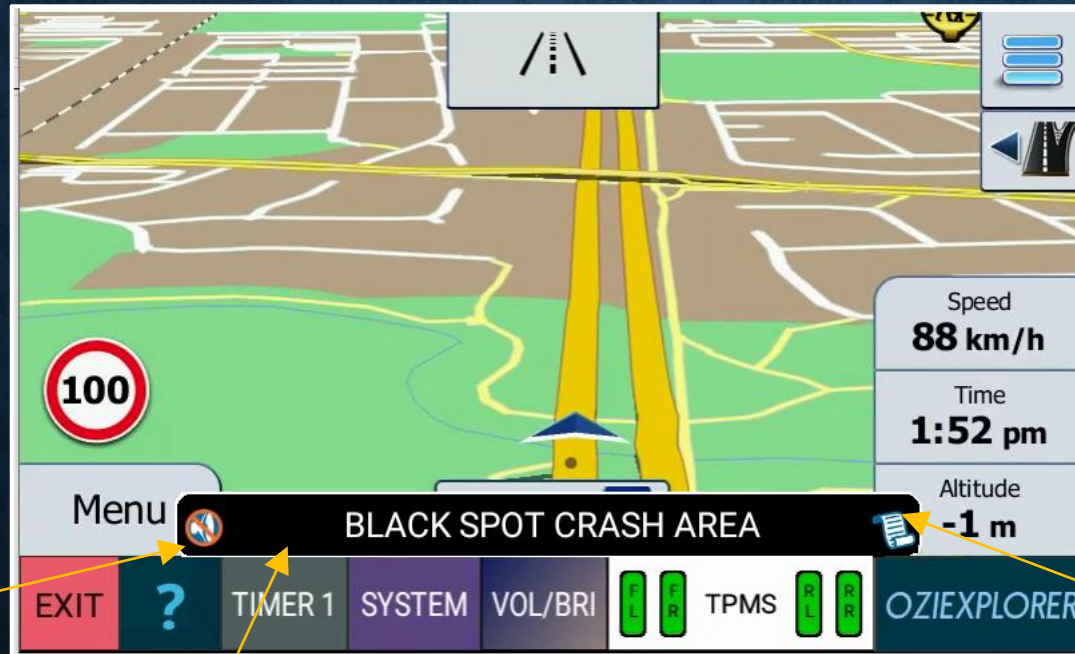 100
Speed
88 km/h
Time
1:52 pm
Altitude
-1 m
Menu
BLACK SPOT CRASH AREA
EXIT ? TIMER 1 SYSTEM VOL/BRI FL FR TPMS RL RR OZIEXPLORER